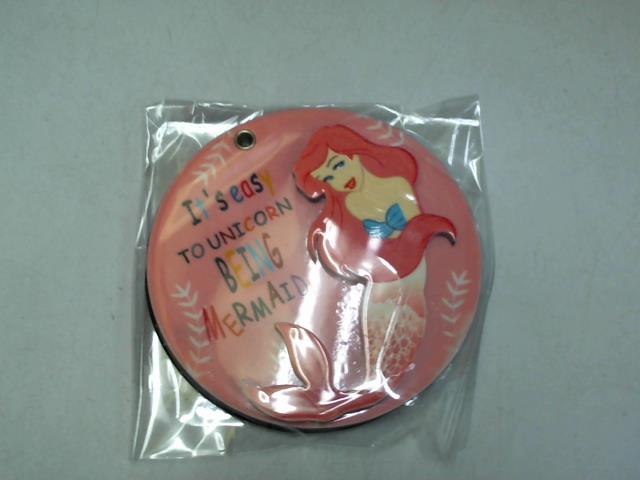 It's easy
TO UNICORN
BEING
MERMAID